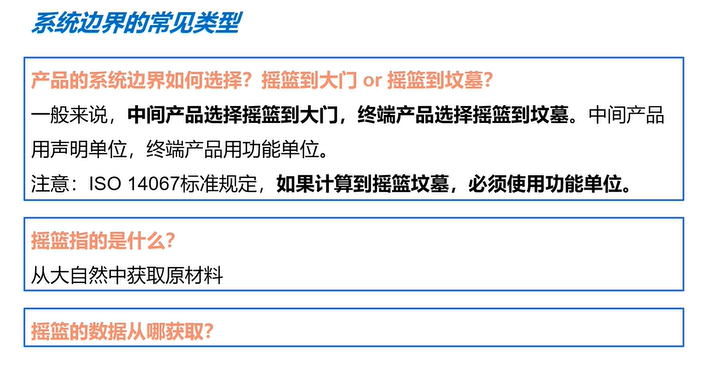 系统边界的常见类型
产品的系统边界如何选择？摇篮到大门 or 摇篮到坟墓？
一般来说，中间产品选择摇篮到大门，终端产品选择摇篮到坟墓。中间产品
用声明单位，终端产品用功能单位。
注意：ISO 14067标准规定，如果计算到摇篮坟墓，必须使用功能单位。
摇篮指的是什么？
从大自然中获取原材料
摇篮的数据从哪获取？